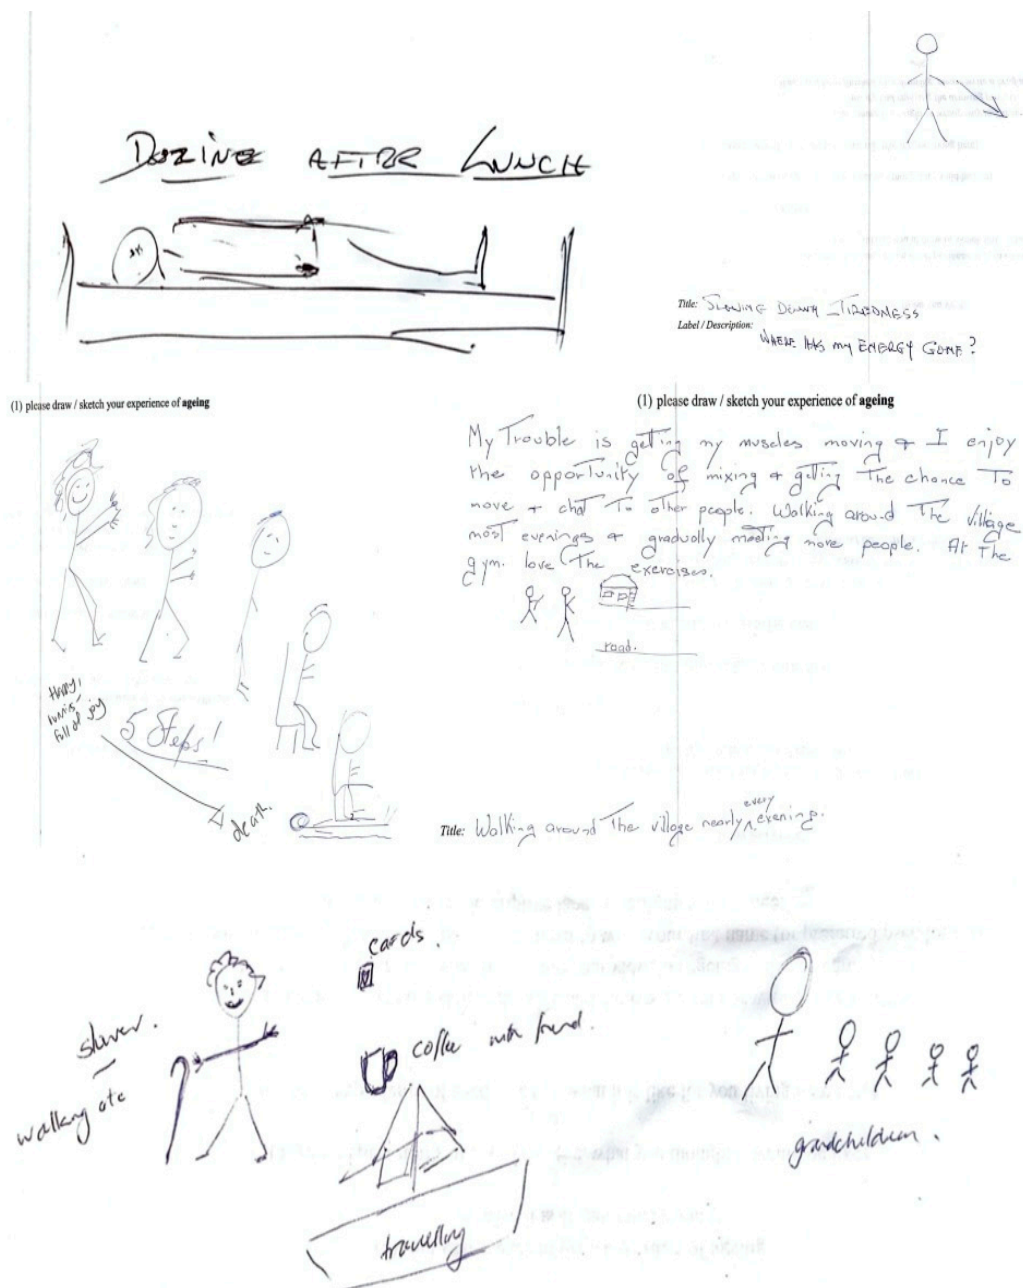 DOZING AFTER LUNCH
Title: SLOWING DOWN – TIREDNESS
Label / Description:
WHERE HAS MY ENERGY GONE?
(1) please draw / sketch your experience of ageing
Happy,
full of joy
5 Steps!
death.
(1) please draw / sketch your experience of ageing
My Trouble is getting my muscles moving & I enjoy
the opportunity of mixing & getting the chance To
move & chat To other people. Walking around The village
most evenings & gradually meeting more people. At The
gym. love The exercises.
road.
Title: Walking around The village nearly every evening.
cards.
slower.
walking etc
coffee with friend.
travelling
grandchildren.